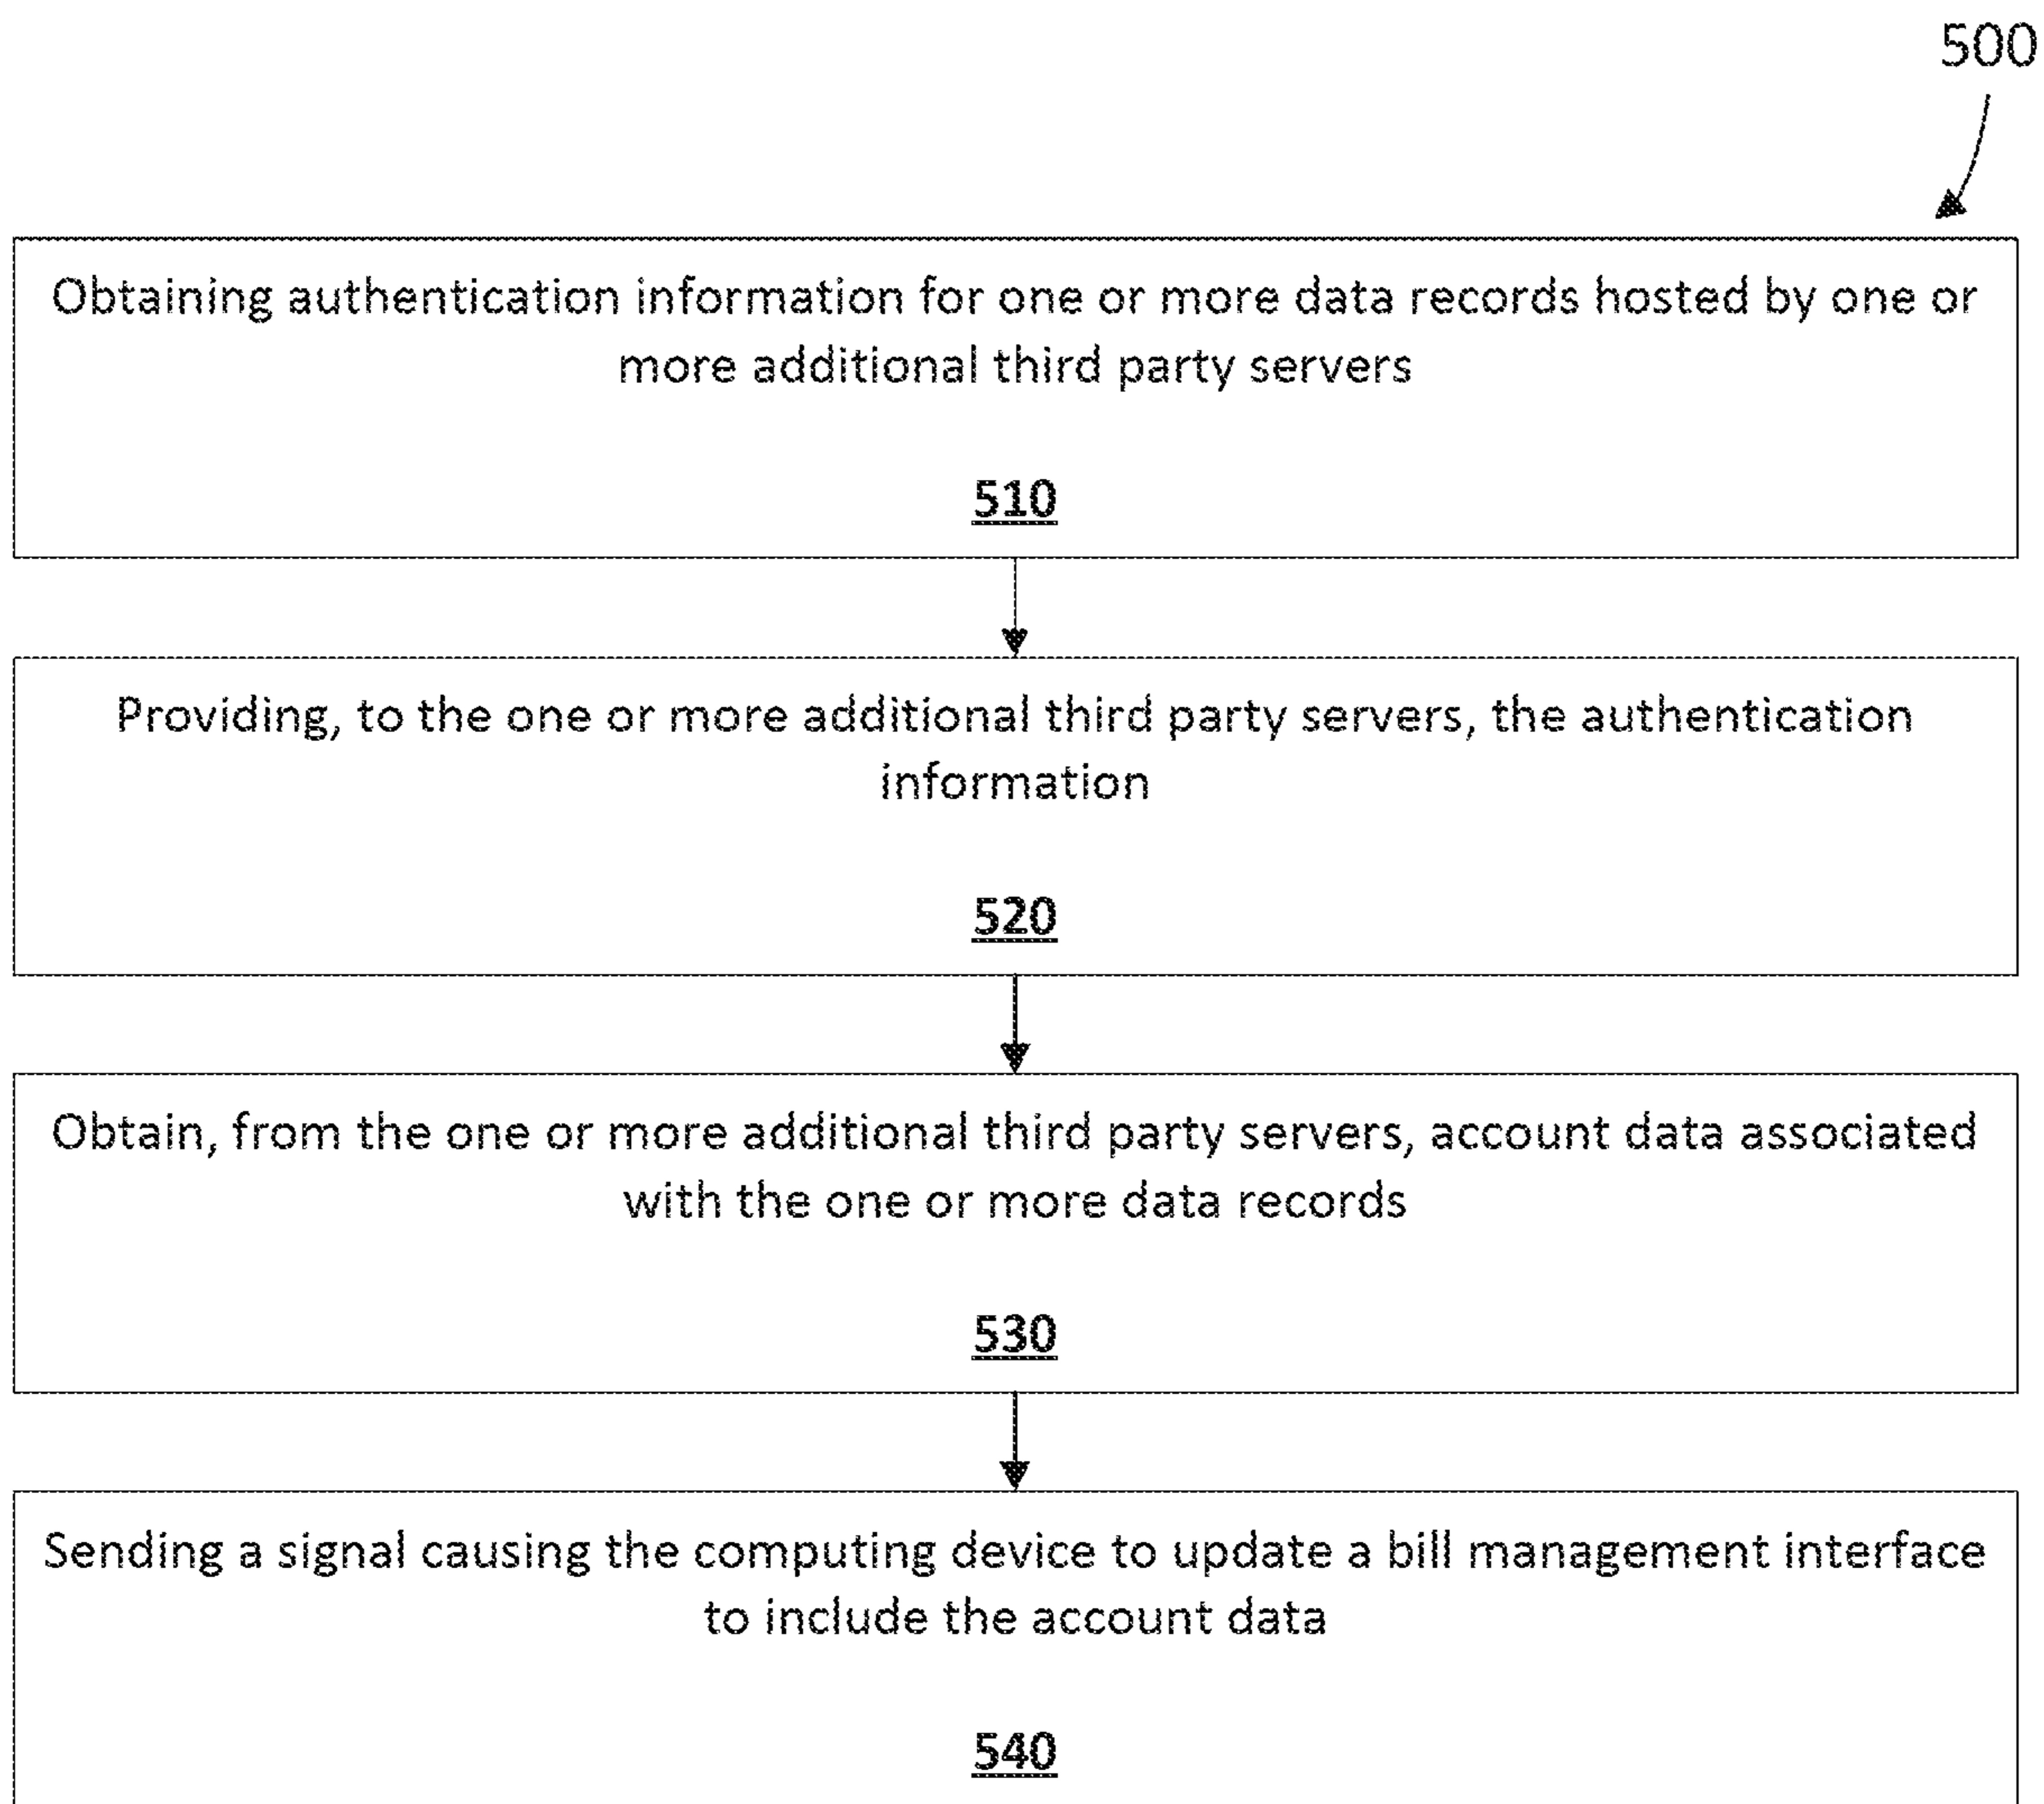 500
Obtaining authentication information for one or more data records hosted by one or
more additional third party servers
510
Providing, to the one or more additional third party servers, the authentication
information
520
Obtain, from the one or more additional third party servers, account data associated
with the one or more data records
530
Sending a signal causing the computing device to update a bill management interface
to include the account data
540